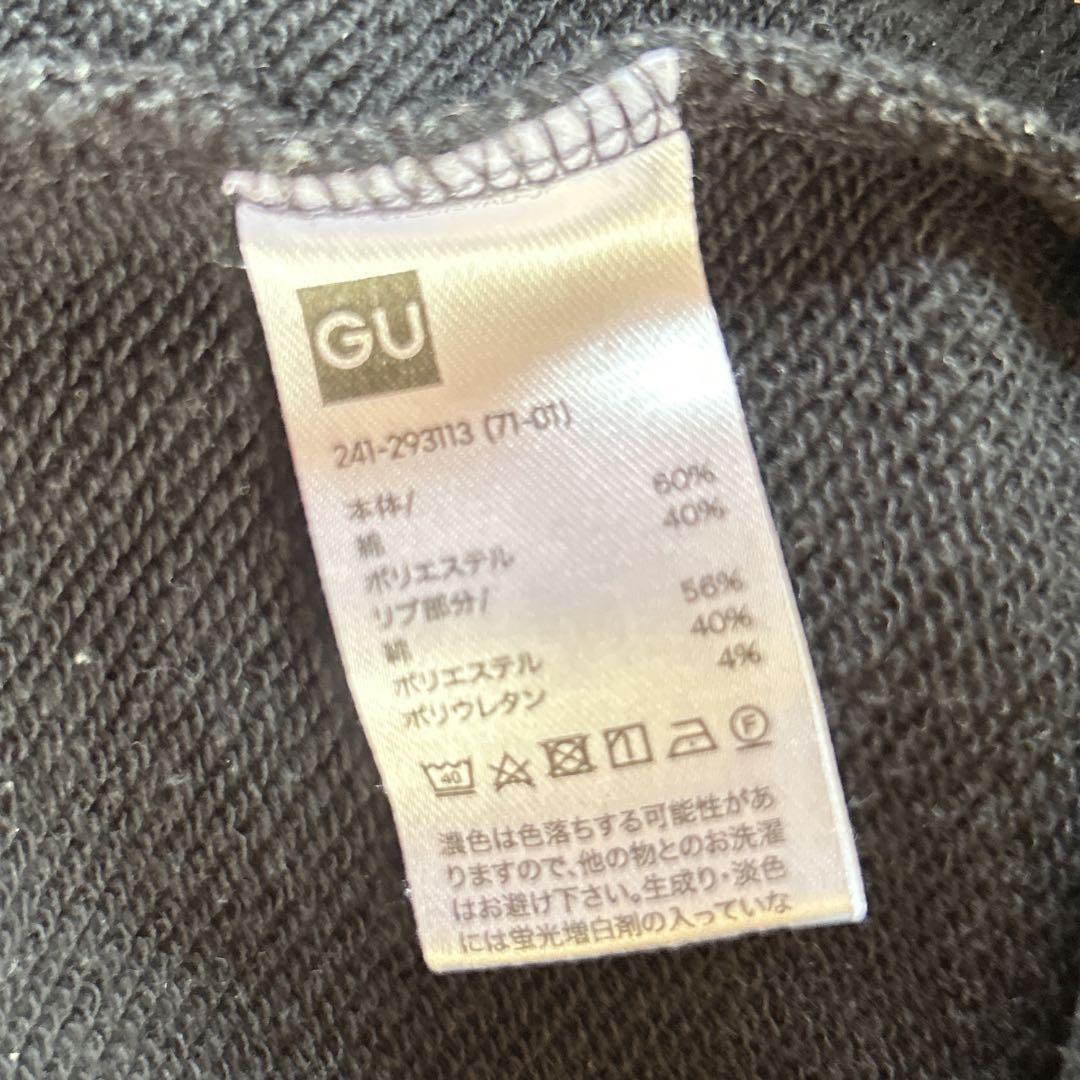 GU
241-293113 (71-01)
本体/
綿 60%
ポリエステル 40%
リブ部分/
綿 56%
ポリエステル 40%
ポリウレタン 4%
40
F
濃色は色落ちする可能性があ
りますので、他の物とのお洗濯
はお避け下さい。生成り・淡色
には蛍光増白剤の入っていな